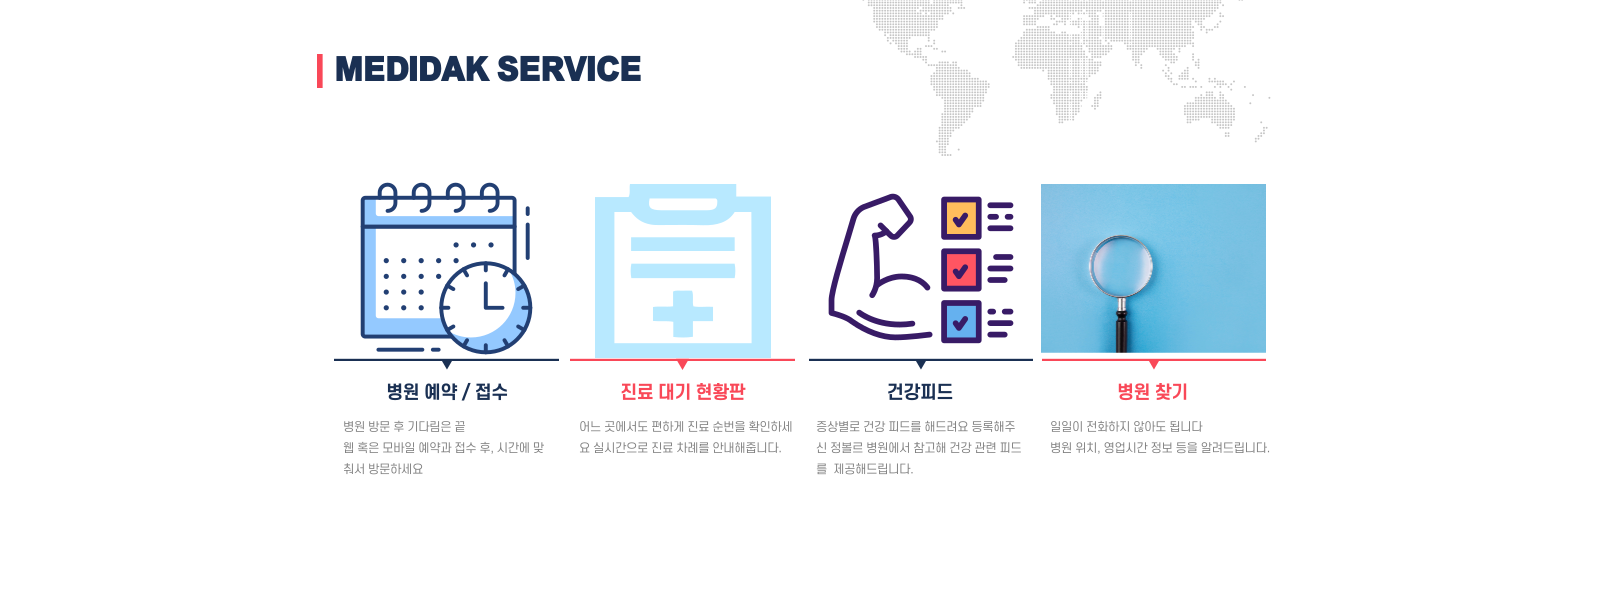 MEDIDAK SERVICE
병원 예약 / 접수
병원 방문 후 기다림은 끝
웹 혹은 모바일 예약과 접수 후, 시간에 맞
춰서 방문하세요
진료 대기 현황판
어느 곳에서도 편하게 진료 순번을 확인하세
요 실시간으로 진료 차례를 안내해줍니다.
건강피드
증상별로 건강 피드를 해드려요 등록해주
신 정볼르 병원에서 참고해 건강 관련 피드
를 제공해드립니다.
병원 찾기
일일이 전화하지 않아도 됩니다
병원 위치, 영업시간 정보 등을 알려드립니다.